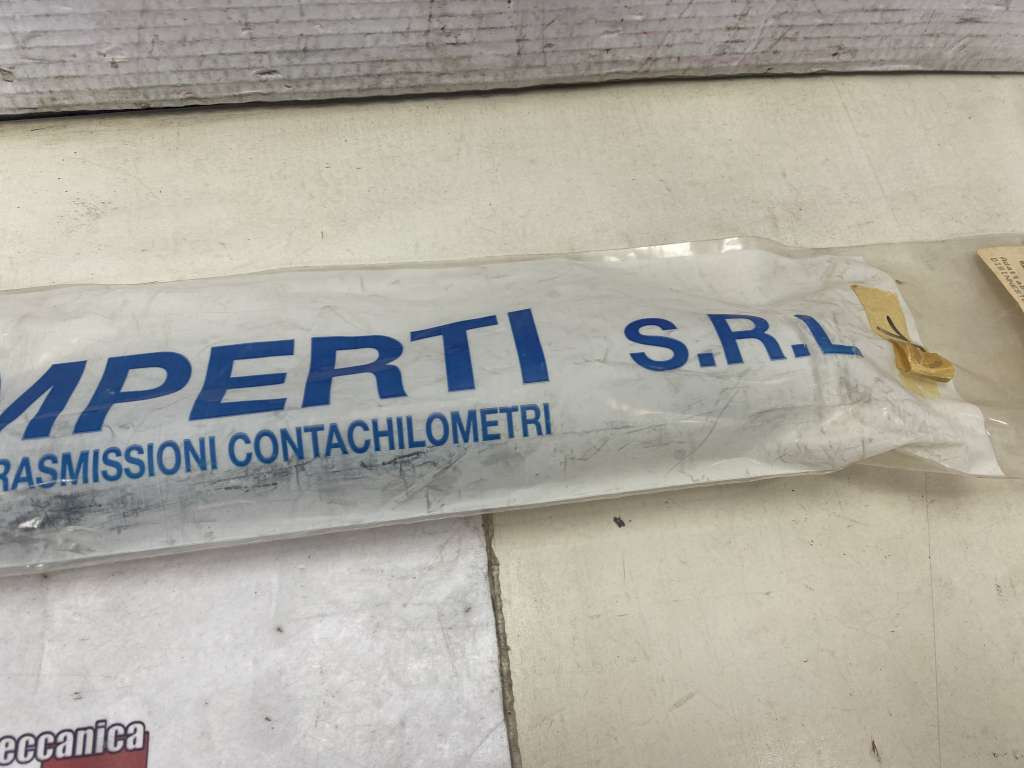 MPERTI S.R.L.
RASMISSIONI CONTACHILOMETRI
eccanica